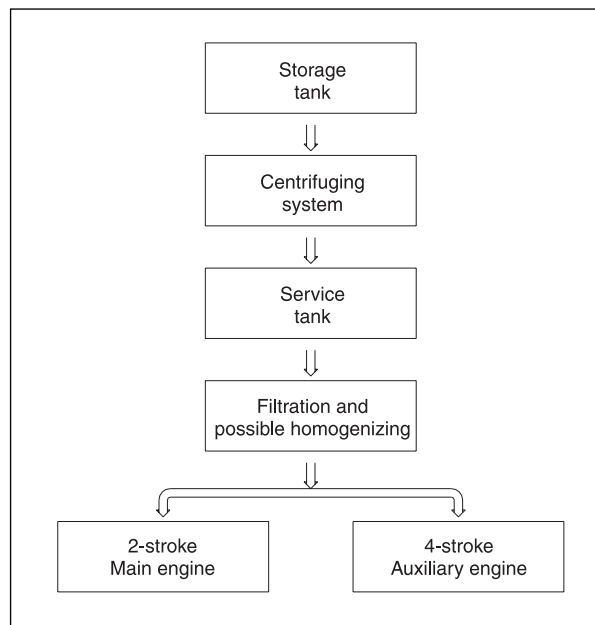 Storage
tank
Centrifuging
system
Service
tank
Filtration and
possible homogenizing
2-stroke
Main engine
4-stroke
Auxiliary engine